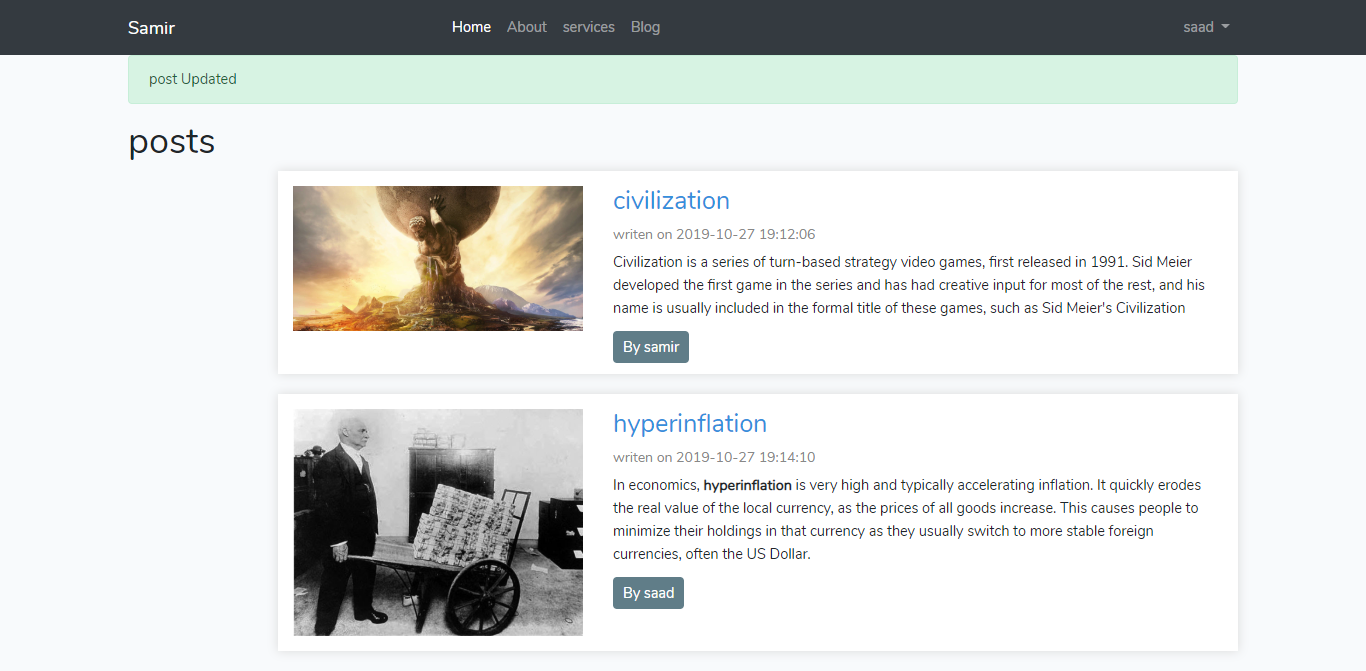 Samir
Home About services Blog
saad
post Updated
posts
civilization
writen on 2019-10-27 19:12:06
Civilization is a series of turn-based strategy video games, first released in 1991. Sid Meier
developed the first game in the series and has had creative input for most of the rest, and his
name is usually included in the formal title of these games, such as Sid Meier's Civilization
By samir
hyperinflation
writen on 2019-10-27 19:14:10
In economics, hyperinflation is very high and typically accelerating inflation. It quickly erodes
the real value of the local currency, as the prices of all goods increase. This causes people to
minimize their holdings in that currency as they usually switch to more stable foreign
currencies, often the US Dollar.
By saad